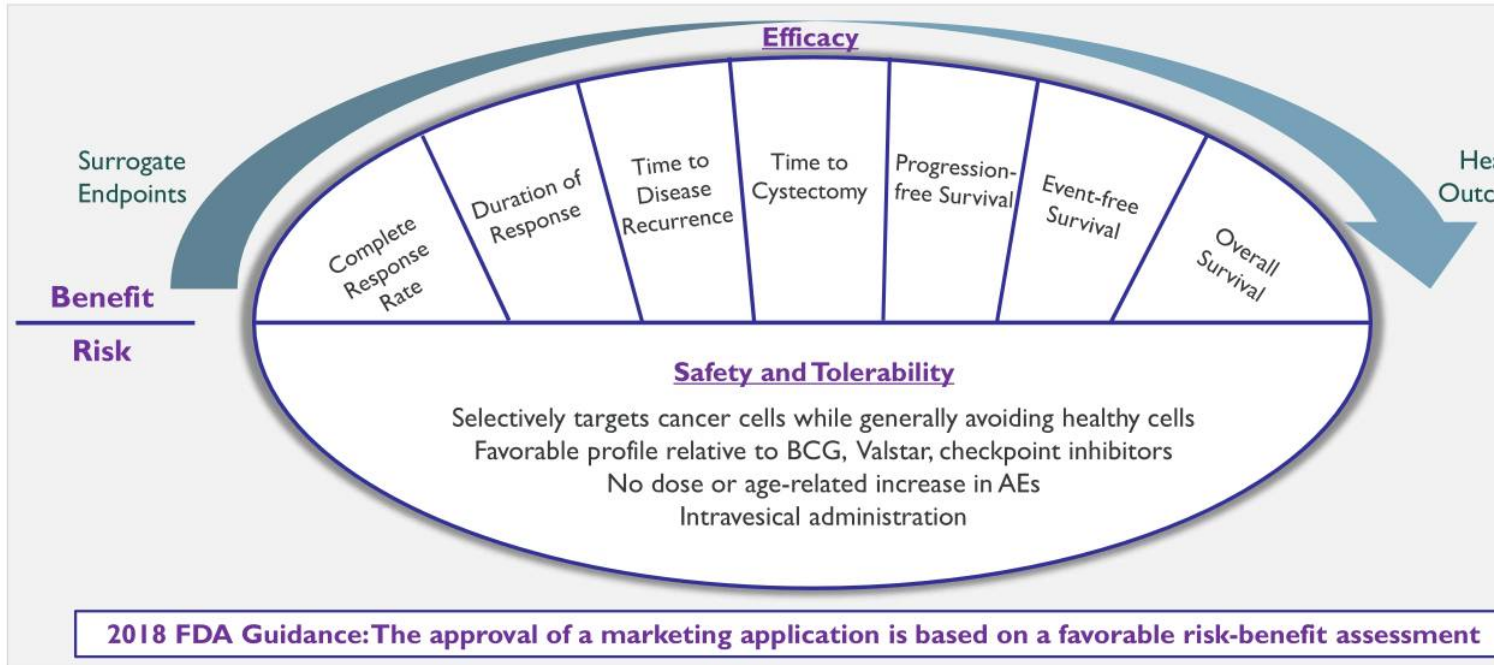 Efficacy
Surrogate
Endpoints
Complete
Response
Rate
Duration of
Response
Time to
Disease
Recurrence
Time to
Cystectomy
Progression-
free Survival
Event-free
Survival
Overall
Survival
Benefit
Risk
Safety and Tolerability
Selectively targets cancer cells while generally avoiding healthy cells
Favorable profile relative to BCG, Valstar, checkpoint inhibitors
No dose or age-related increase in AEs
Intravesical administration
2018 FDA Guidance: The approval of a marketing application is based on a favorable risk-benefit assessment